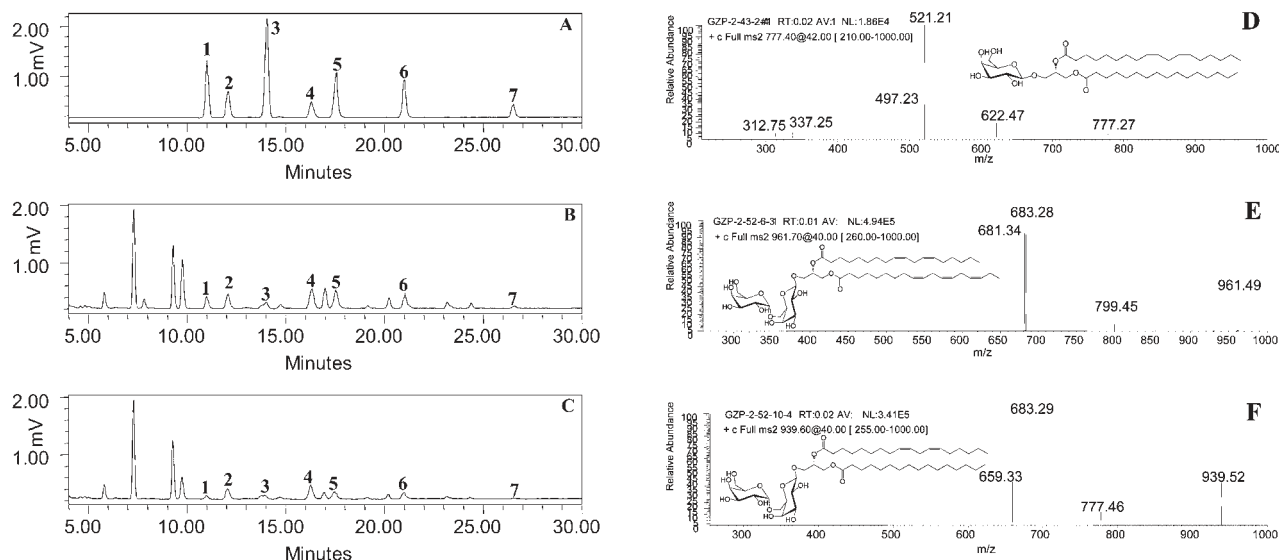 A
2.00
1.00
mV
1
2
3
4
5
6
7
5.00 10.00 15.00 20.00 25.00 30.00
Minutes
B
2.00
1.00
mV
1
2
3
4
5
6
7
5.00 10.00 15.00 20.00 25.00 30.00
Minutes
C
2.00
1.00
mV
1
2
3
4
5
6
7
5.00 10.00 15.00 20.00 25.00 30.00
Minutes
D
GZP-2-43-2#4 RT:0.02 AV:1 NL:1.86E4
+ c Full ms2 777.40@42.00 [ 210.00-1000.00]
521.21
497.23
312.75
337.25
622.47
777.27
Relative Abundance
300 400 500 600 700 800 900 1000
m/z
E
GZP-2-52-6-3 RT:0.01 AV: NL:4.94E5
+ c Full ms2 961.70@40.00 [ 260.00-1000.00]
683.28
681.34
799.45
961.49
Relative Abundance
300 350 400 450 500 550 600 650 700 750 800 850 900 950 1000
m/z
F
GZP-2-52-10-4 RT:0.02 AV: NL:3.41E5
+ c Full ms2 939.60@40.00 [ 255.00-1000.00]
683.29
659.33
777.46
939.52
Relative Abundance
300 400 500 600 700 800 900 1000
m/z